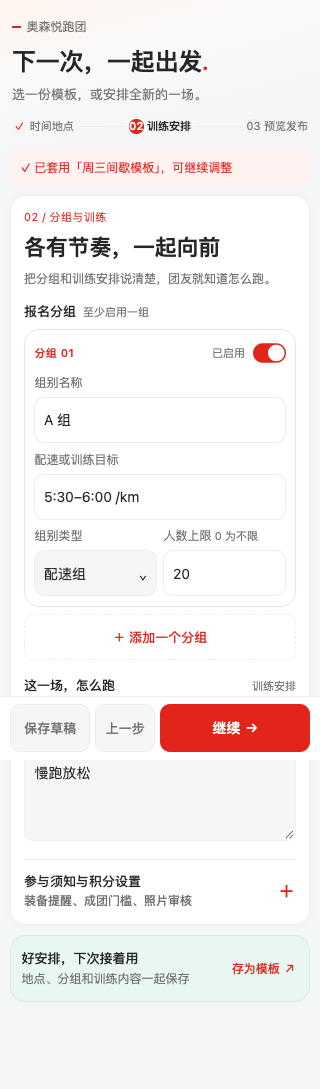 奥森悦跑团
下一次，一起出发.
选一份模板，或安排全新的一场。
✓ 时间地点 02 训练安排 03 预览发布
✓ 已套用「周三间歇模板」，可继续调整
02 / 分组与训练
各有节奏，一起向前
把分组和训练安排说清楚，团友就知道怎么跑。
报名分组 至少启用一组
分组 01 已启用
组别名称
A 组
配速或训练目标
5:30–6:00 /km
组别类型 人数上限 0 为不限
配速组 20
+ 添加一个分组
这一场，怎么跑 训练安排
保存草稿 上一步 继续 →
慢跑放松
参与须知与积分设置
装备提醒、成团门槛、照片审核 +
好安排，下次接着用
地点、分组和训练内容一起保存 存为模板 ↗